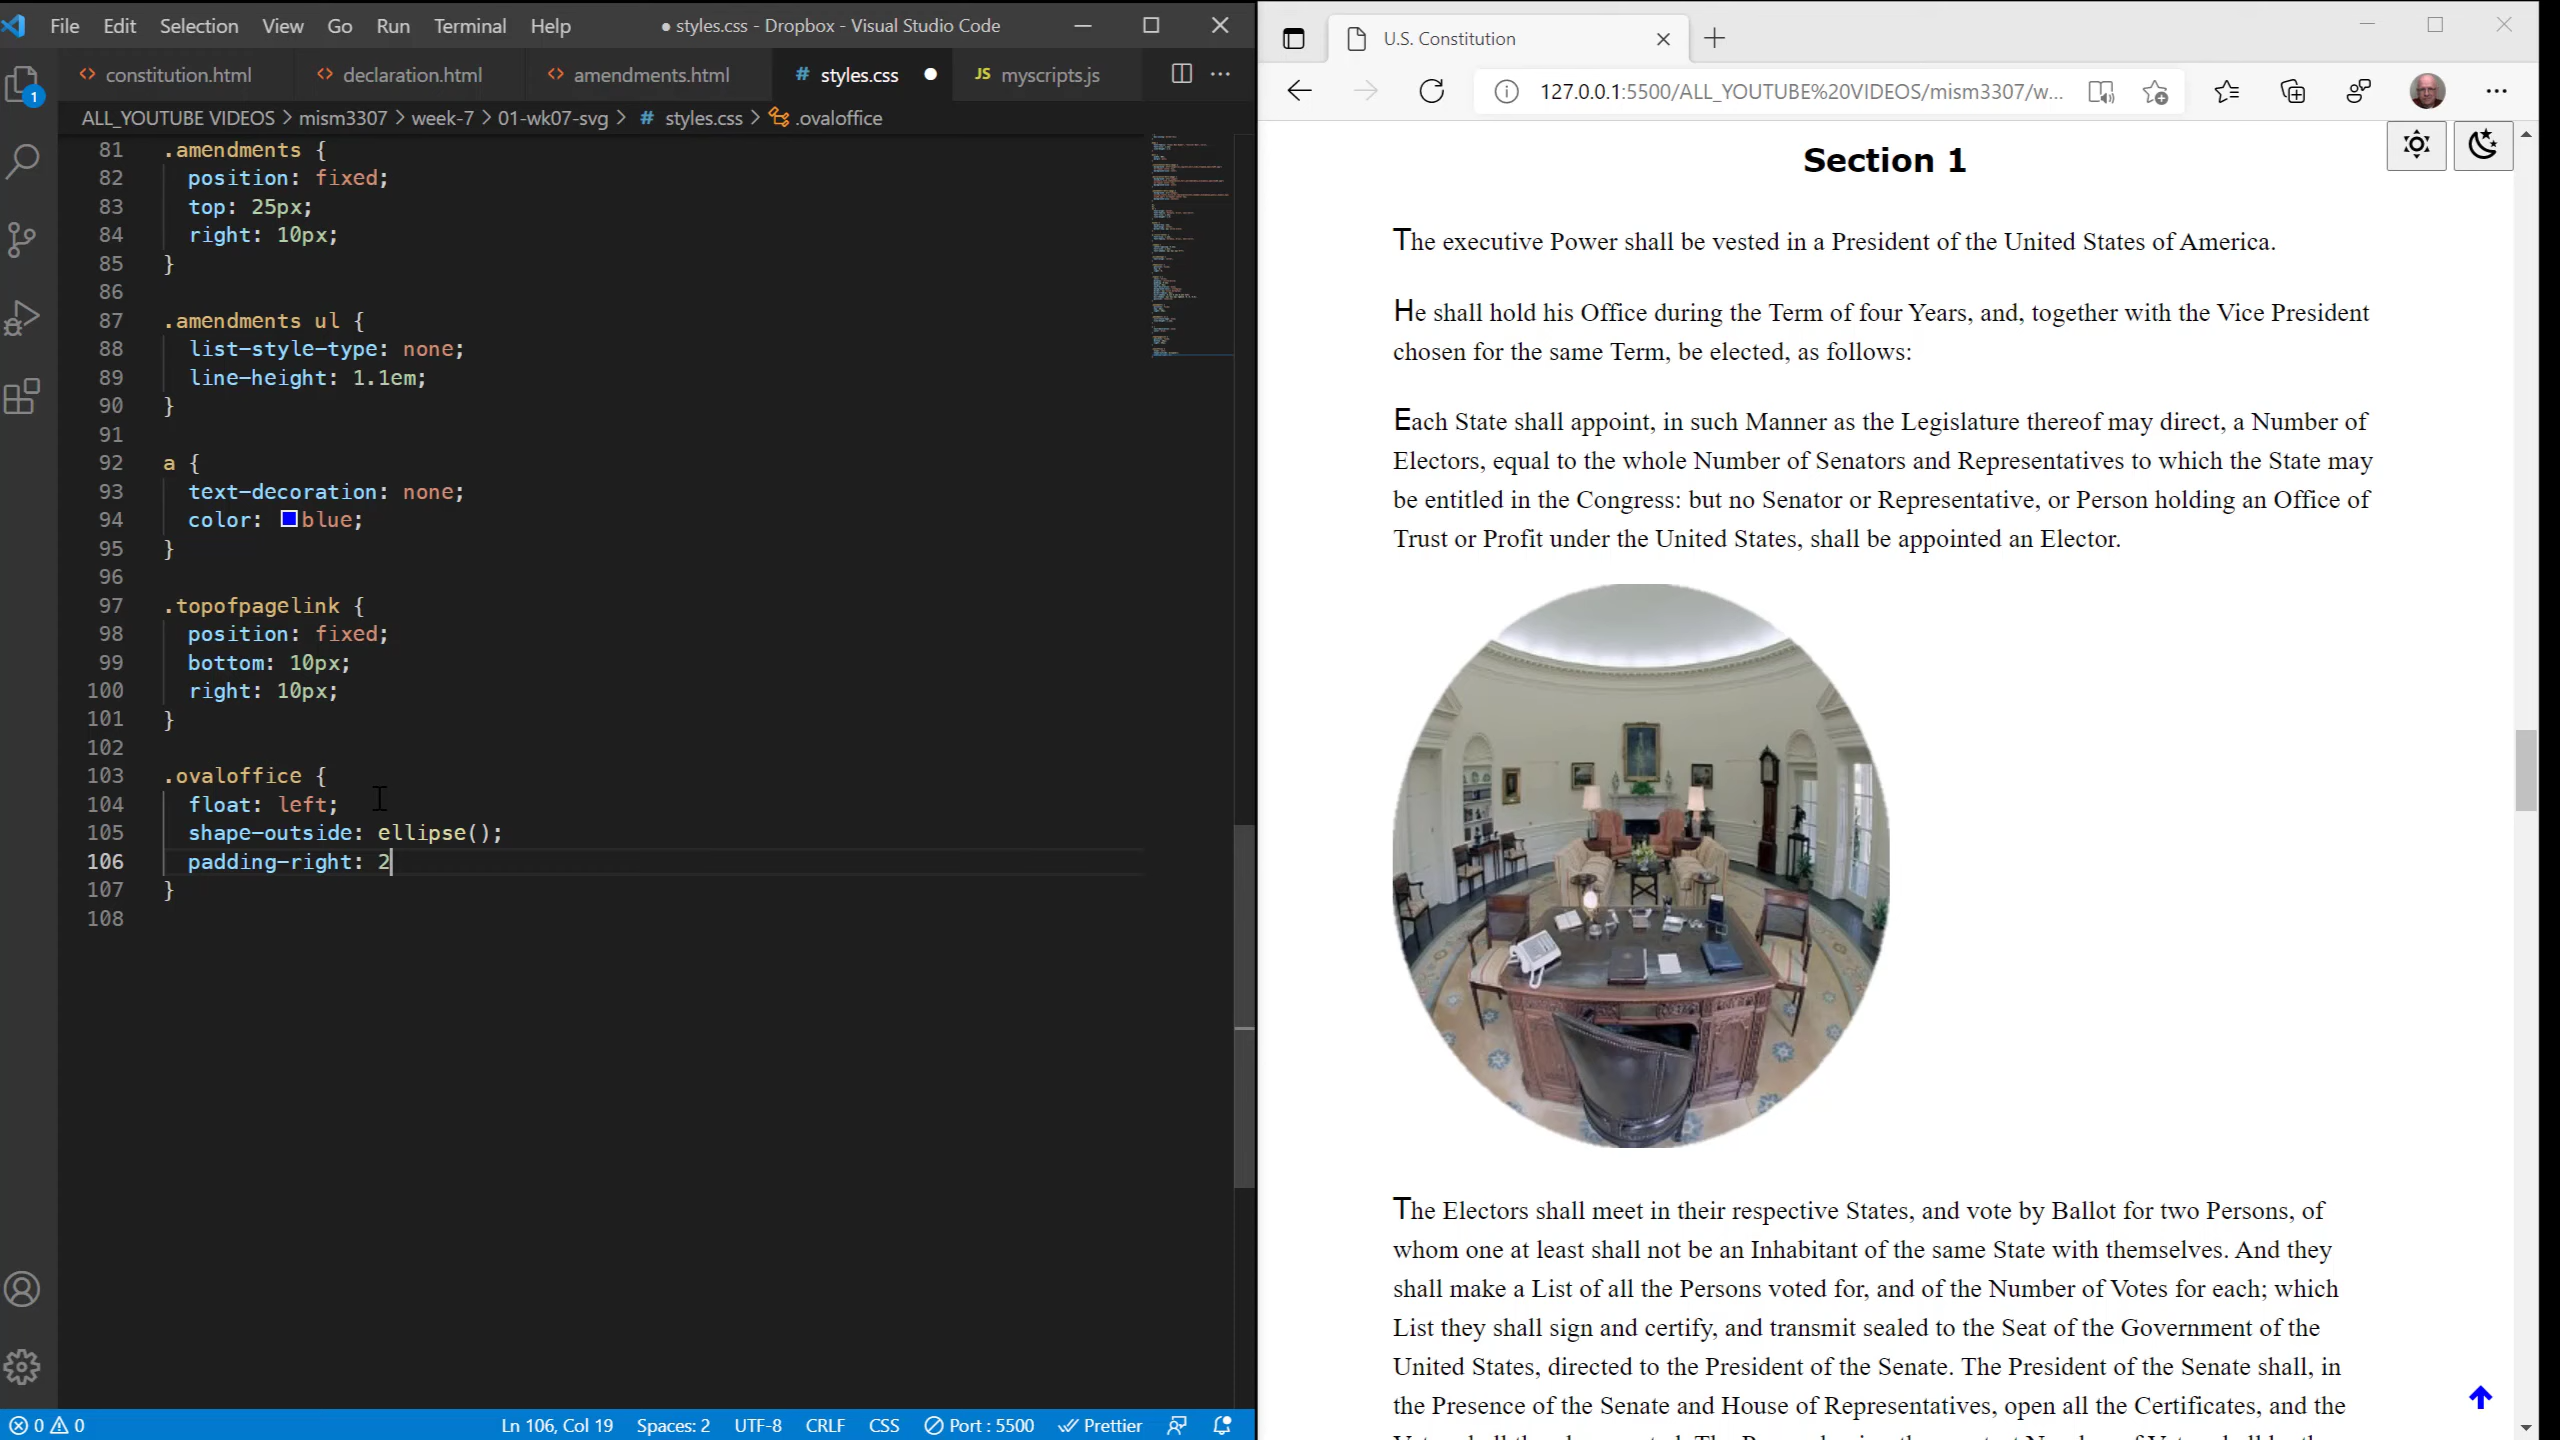 File Edit Selection View Go Run Terminal Help ● styles.css - Dropbox - Visual Studio Code
constitution.html declaration.html amendments.html # styles.css ● JS myscripts.js
ALL_YOUTUBE VIDEOS > mism3307 > week-7 > 01-wk07-svg > # styles.css > .ovaloffice
1
81 .amendments {
82 position: fixed;
83 top: 25px;
84 right: 10px;
85 }
86
87 .amendments ul {
88 list-style-type: none;
89 line-height: 1.1em;
90 }
91
92 a {
93 text-decoration: none;
94 color: blue;
95 }
96
97 .topofpagelink {
98 position: fixed;
99 bottom: 10px;
100 right: 10px;
101 }
102
103 .ovaloffice {
104 float: left;
105 shape-outside: ellipse();
106 padding-right: 2
107 }
108
0 0 Ln 106, Col 19 Spaces: 2 UTF-8 CRLF CSS Port : 5500 Prettier
U.S. Constitution
127.0.0.1:5500/ALL_YOUTUBE%20VIDEOS/mism3307/w...
Section 1
The executive Power shall be vested in a President of the United States of America.
He shall hold his Office during the Term of four Years, and, together with the Vice President
chosen for the same Term, be elected, as follows:
Each State shall appoint, in such Manner as the Legislature thereof may direct, a Number of
Electors, equal to the whole Number of Senators and Representatives to which the State may
be entitled in the Congress: but no Senator or Representative, or Person holding an Office of
Trust or Profit under the United States, shall be appointed an Elector.
The Electors shall meet in their respective States, and vote by Ballot for two Persons, of
whom one at least shall not be an Inhabitant of the same State with themselves. And they
shall make a List of all the Persons voted for, and of the Number of Votes for each; which
List they shall sign and certify, and transmit sealed to the Seat of the Government of the
United States, directed to the President of the Senate. The President of the Senate shall, in
the Presence of the Senate and House of Representatives, open all the Certificates, and the